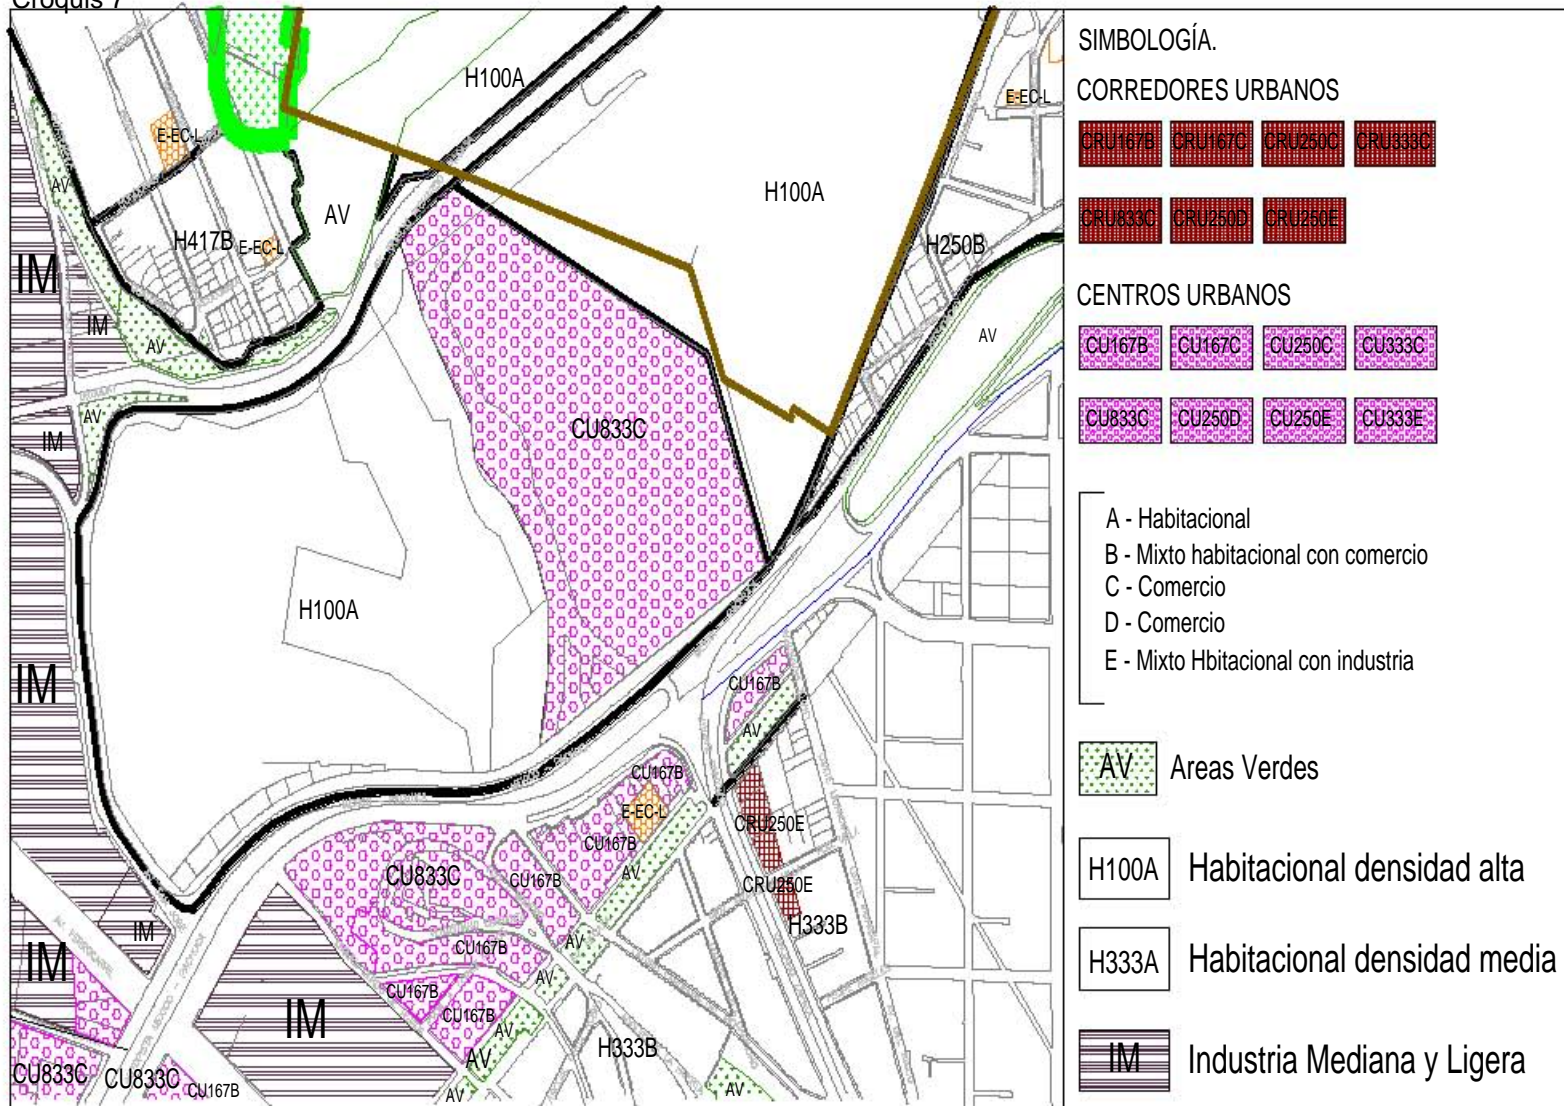 Croquis 7
H100A
E-EC-L
E-EC-L
AV
AV
H100A
H417B
E-EC-L
H250B
IM
IM
AV
AV
AV
CU833C
IM
H100A
IM
CU167B
AV
CU167B
E-EC-L
CU167B
CRU250E
AV
CU833C
CU167B
CRU250E
H333B
IM
IM
CU167B
AV
AV
CU167B
IM
CU167B
AV
AV
H333B
CU833C
CU833C
CU167B
AV
AV
SIMBOLOGÍA.
CORREDORES URBANOS
CRU167B CRU167C CRU250C CRU333C
CRU833C CRU250D CRU250E
CENTROS URBANOS
CU167B CU167C CU250C CU333C
CU833C CU250D CU250E CU333E
A - Habitacional
B - Mixto habitacional con comercio
C - Comercio
D - Comercio
E - Mixto Hbitacional con industria
AV Areas Verdes
H100A Habitacional densidad alta
H333A Habitacional densidad media
IM Industria Mediana y Ligera